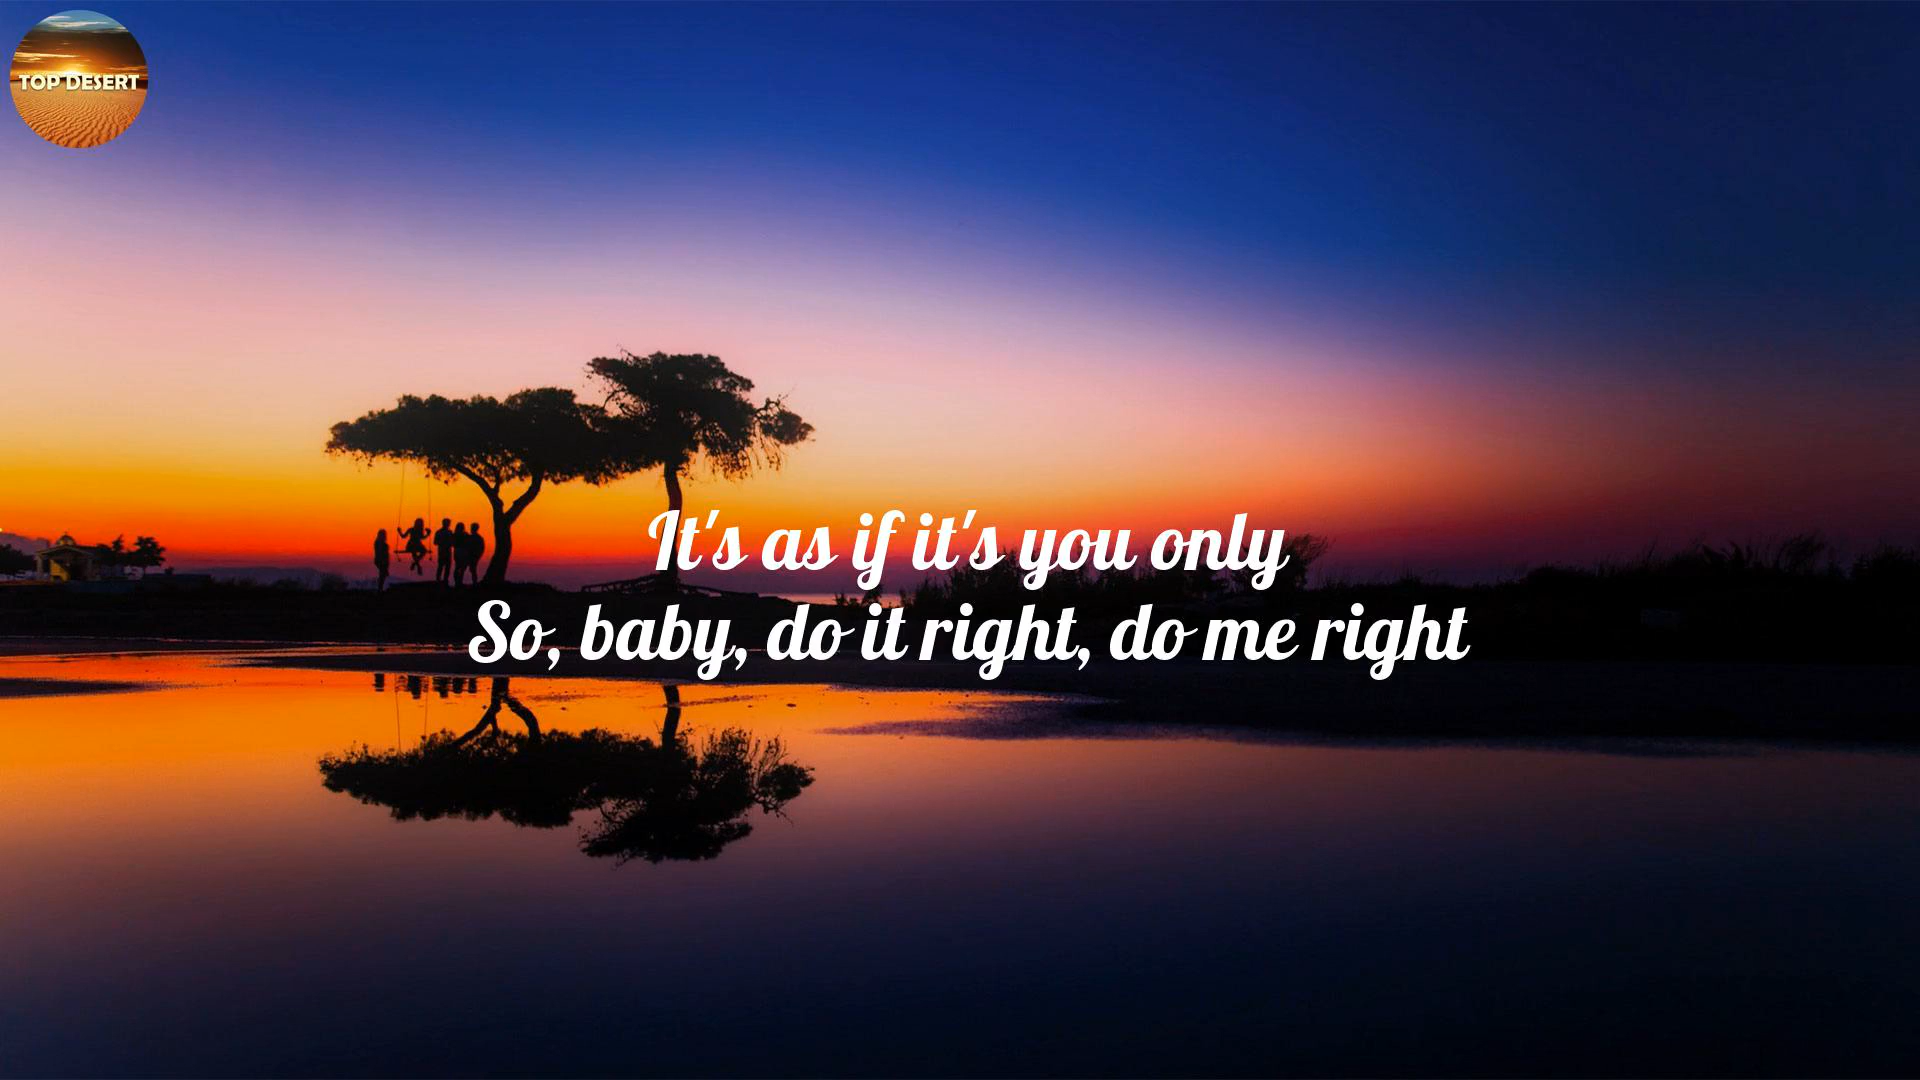 TOP DESERT
It's as if it's you only
So, baby, do it right, do me right